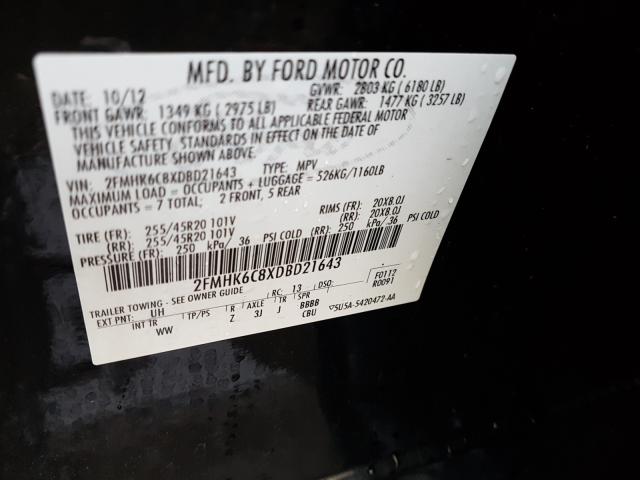 MFD. BY FORD MOTOR CO.
DATE: 10/12 GVWR: 2803 KG ( 6180 LB)
FRONT GAWR: 1349 KG ( 2975 LB) REAR GAWR: 1477 KG ( 3257 LB)
THIS VEHICLE CONFORMS TO ALL APPLICABLE FEDERAL MOTOR
VEHICLE SAFETY STANDARDS IN EFFECT ON THE DATE OF
MANUFACTURE SHOWN ABOVE.
VIN: 2FMHK6C8XDBD21643 TYPE: MPV
MAXIMUM LOAD = OCCUPANTS + LUGGAGE = 526KG/1160LB
OCCUPANTS = 7 TOTAL; 2 FRONT, 5 REAR
TIRE (FR): 255/45R20 101V RIMS (FR): 20X8.0J
(RR): 255/45R20 101V (RR): 20X8.0J
PRESSURE (FR): 250 kPa/ 36 PSI COLD (RR): 250 kPa/ 36 PSI COLD
2FMHK6C8XDBD21643
F0112
R0091
TRAILER TOWING - SEE OWNER GUIDE RC: 13 DSO:
EXT PNT: UH
INT TR TP/PS R AXLE TR SPR
WW Z 3J J BBBB
CBU
5U5A-5420472-AA